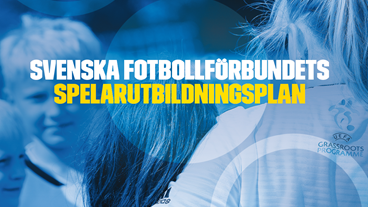 SVENSKA FOTBOLLFÖRBUNDETS
SPELARUTBILDNINGSPLAN
UEFA
GRASSROOTS
PROGRAMME